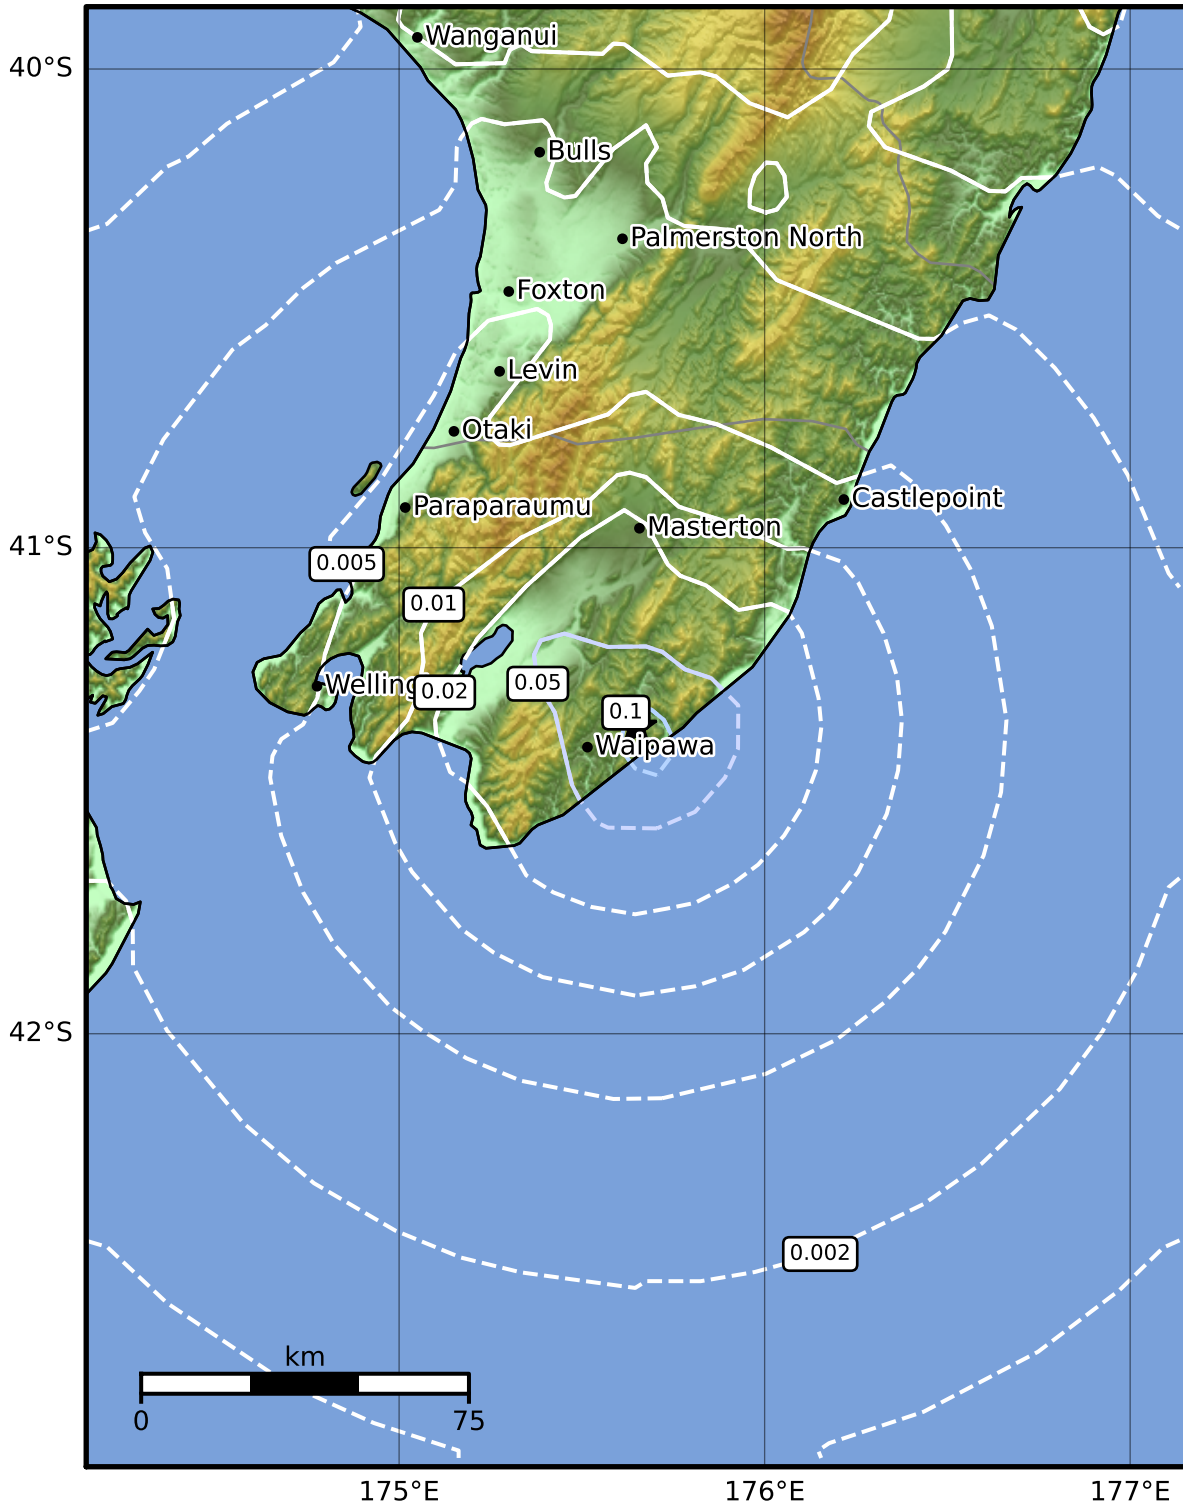 Wanganui
40°S
Bulls
Palmerston North
Foxton
Levin
Otaki
Castlepoint
Paraparaumu
Masterton
41°S
0.005
0.01
Welling
0.02
0.05
0.1
Waipawa
42°S
0.002
km
0
75
175°E
176°E
177°E